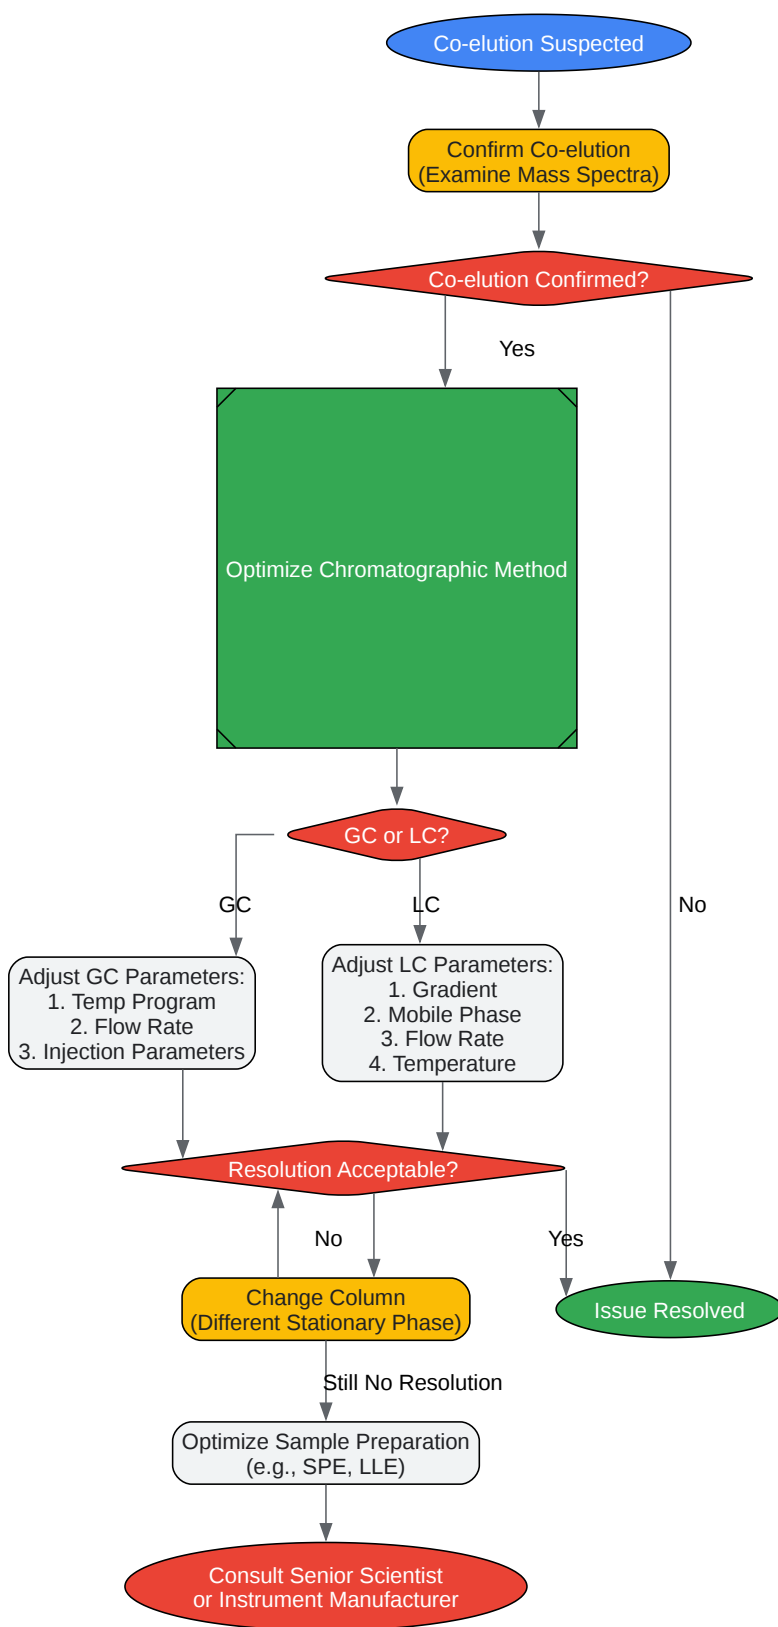 Co-elution Suspected
Confirm Co-elution
(Examine Mass Spectra)
Co-elution Confirmed?
Yes
Optimize Chromatographic Method
GC or LC?
GC
LC
No
Adjust GC Parameters:
1. Temp Program
2. Flow Rate
3. Injection Parameters
Adjust LC Parameters:
1. Gradient
2. Mobile Phase
3. Flow Rate
4. Temperature
Resolution Acceptable?
No
Yes
Change Column
(Different Stationary Phase)
Issue Resolved
Still No Resolution
Optimize Sample Preparation
(e.g., SPE, LLE)
Consult Senior Scientist
or Instrument Manufacturer